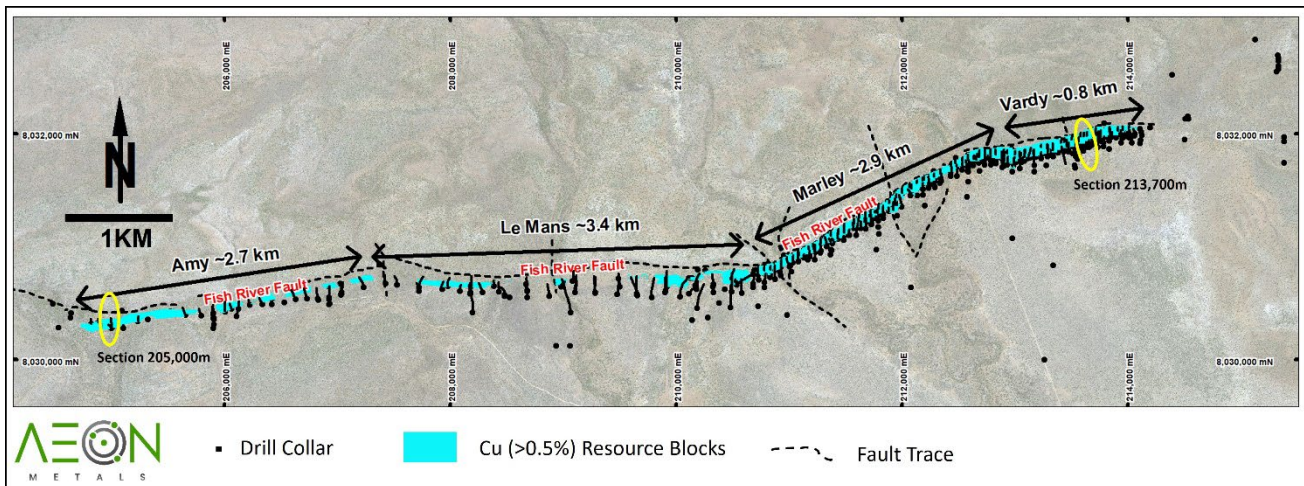 206,000 mE
208,000 mE
210,000 mE
212,000 mE
214,000 mE
8,032,000 mN
8,032,000 mN
N
1KM
Vardy ~0.8 km
Section 213,700m
Marley ~2.9 km
Fish River Fault
Le Mans ~3.4 km
Fish River Fault
Amy ~2.7 km
Fish River Fault
Section 205,000m
8,030,000 mN
8,030,000 mN
206,000 mE
208,000 mE
210,000 mE
212,000 mE
214,000 mE
AEON
METALS
Drill Collar
Cu (>0.5%) Resource Blocks
Fault Trace